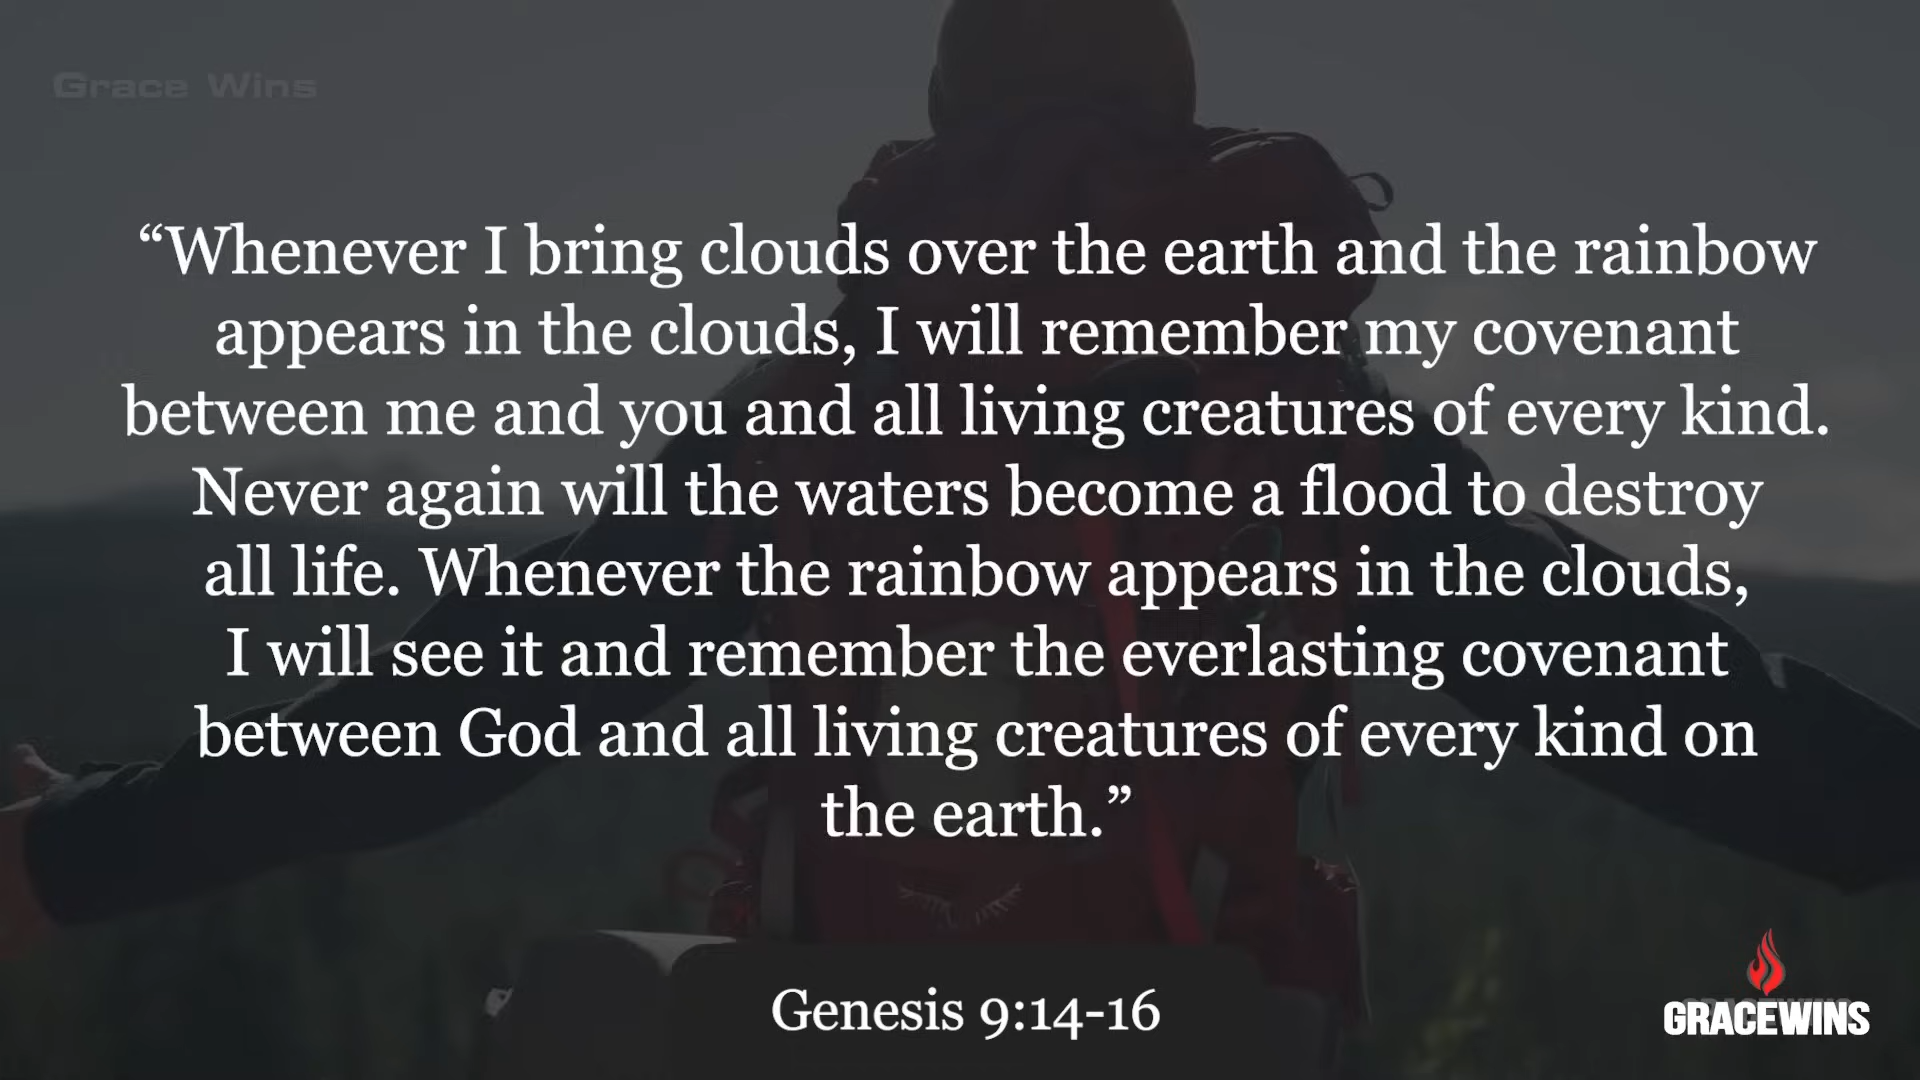 Grace Wins
“Whenever I bring clouds over the earth and the rainbow
appears in the clouds, I will remember my covenant
between me and you and all living creatures of every kind.
Never again will the waters become a flood to destroy
all life. Whenever the rainbow appears in the clouds,
I will see it and remember the everlasting covenant
between God and all living creatures of every kind on
the earth.”
Genesis 9:14-16
GRACEWINS